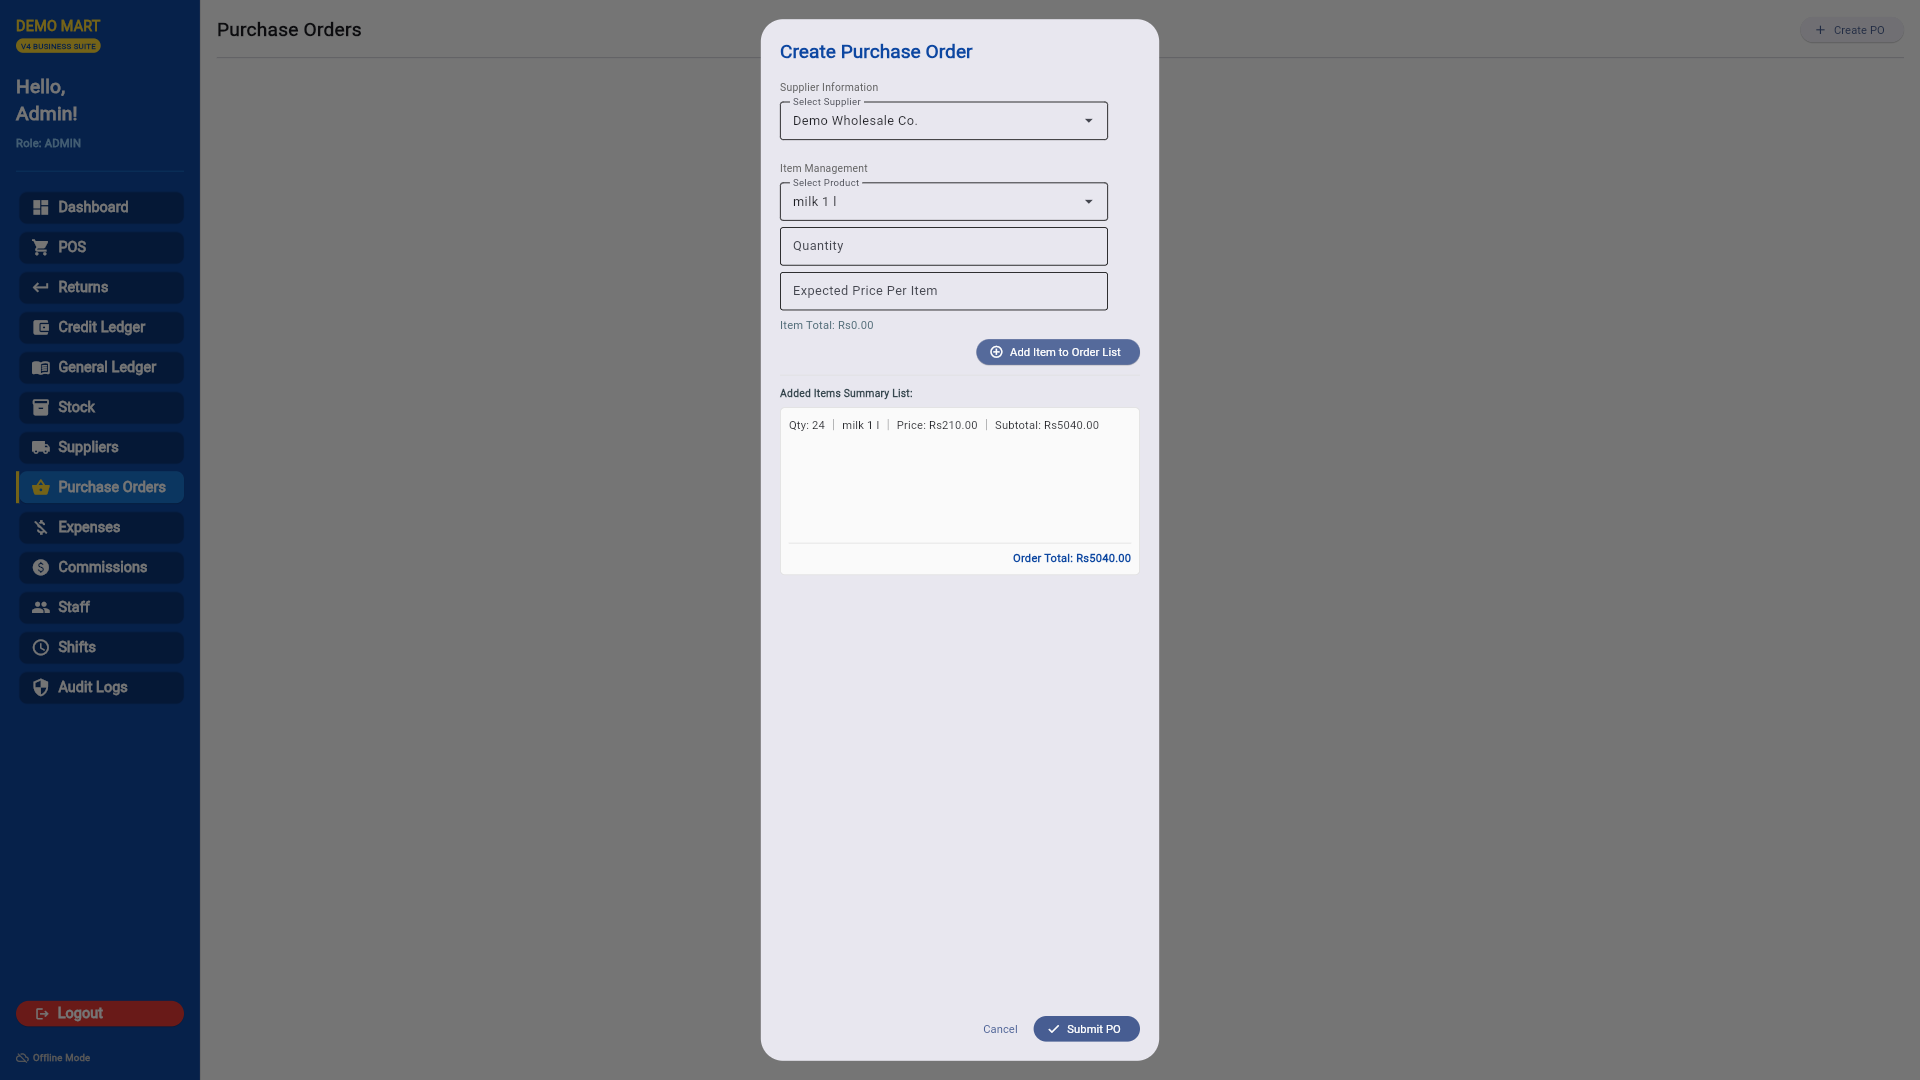 DEMO MART
V4 BUSINESS SUITE
Hello,
Admin!
Role: ADMIN
Dashboard
POS
Returns
Credit Ledger
General Ledger
Stock
Suppliers
Purchase Orders
Expenses
Commissions
Staff
Shifts
Audit Logs
Logout
Offline Mode
Purchase Orders
Create PO
Create Purchase Order
Supplier Information
Select Supplier
Demo Wholesale Co.
Item Management
Select Product
milk 1 l
Quantity
Expected Price Per Item
Item Total: Rs0.00
Add Item to Order List
Added Items Summary List:
Qty: 24 | milk 1 l | Price: Rs210.00 | Subtotal: Rs5040.00
Order Total: Rs5040.00
Cancel
Submit PO